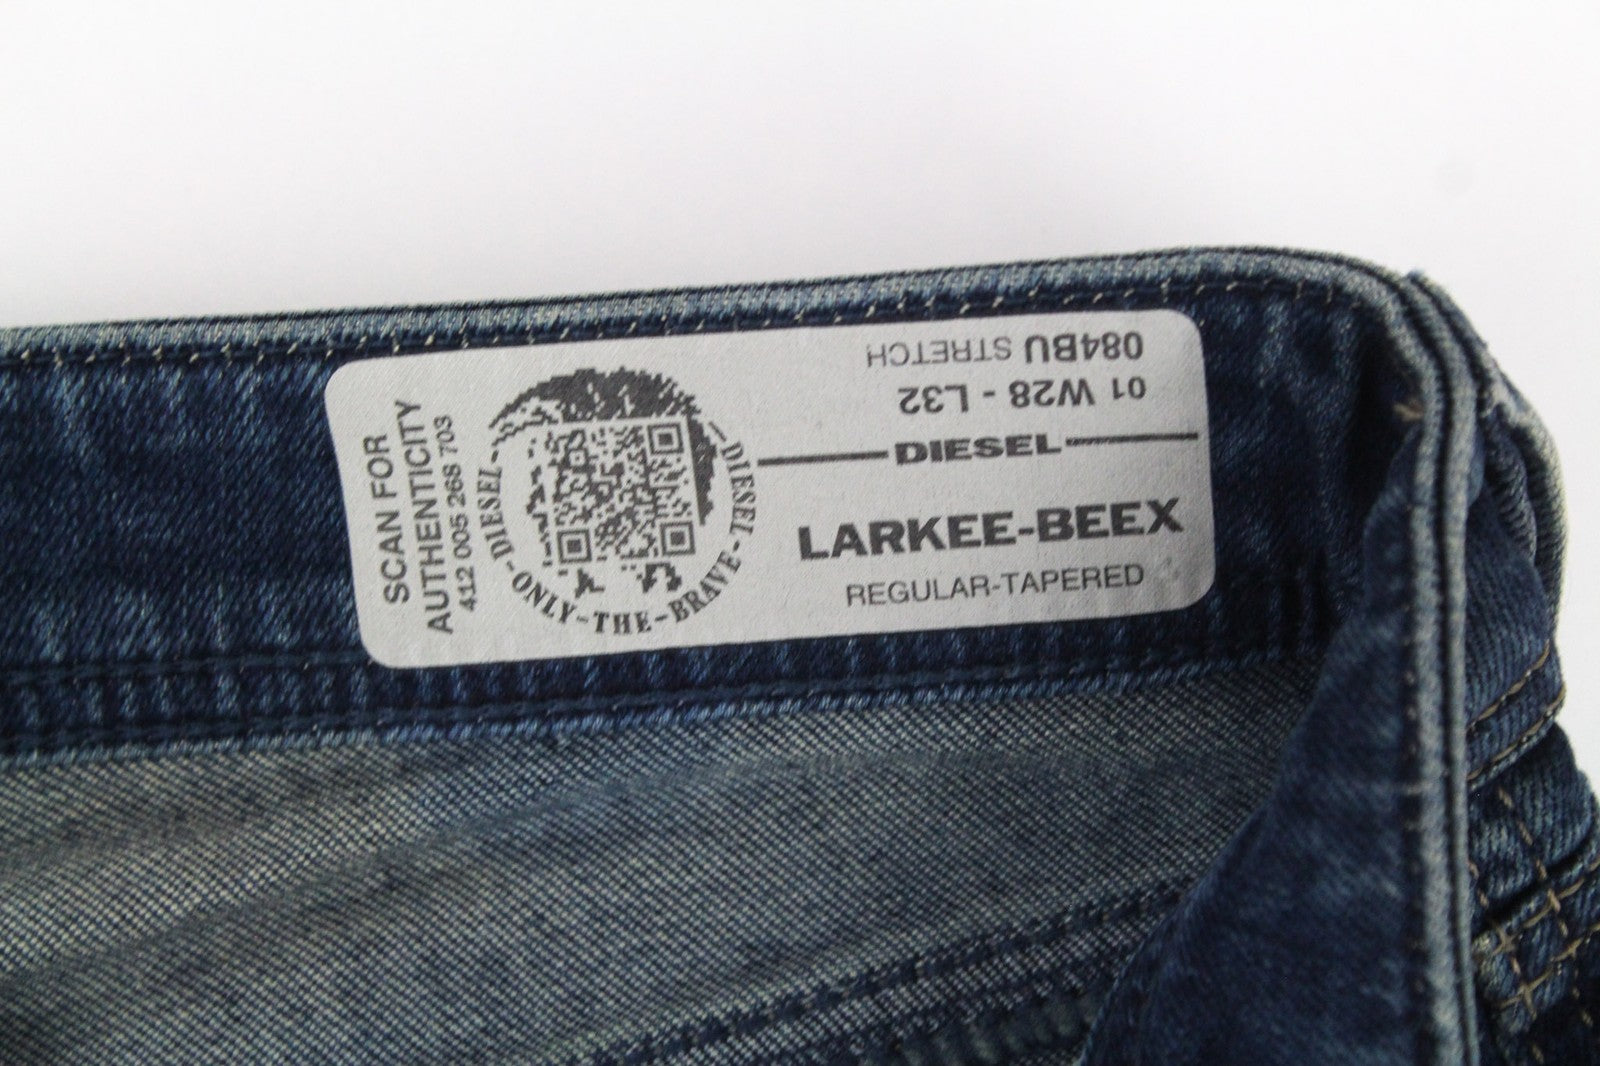 SCAN FOR
AUTHENTICITY
412 005 268 703
-DIESEL-ONLY-THE-BRAVE-DIESEL
084BU STRETCH
01 W28 - L32
DIESEL
LARKEE-BEEX
REGULAR-TAPERED